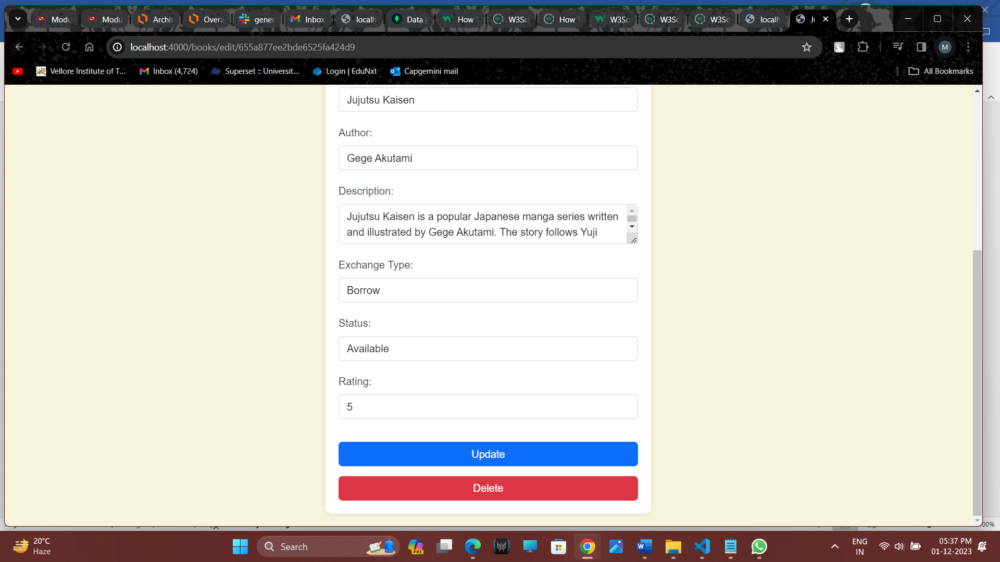 Modu
Modu
Archit
Overa
gener
Inbox
localh
Data |
How T
W3Sc
How T
W3Sc
W3Sc
W3Sc
localh
localhost:4000/books/edit/655a877ee2bde6525fa424d9
M
Vellore Institute of T...
Inbox (4,724)
Superset :: Universit...
Login | EduNxt
Capgemini mail
All Bookmarks
Jujutsu Kaisen
Author:
Gege Akutami
Description:
Jujutsu Kaisen is a popular Japanese manga series written
and illustrated by Gege Akutami. The story follows Yuji
Exchange Type:
Borrow
Status:
Available
Rating:
5
Update
Delete
20°C
Haze
Search
PRE
ENG
IN
05:37 PM
01-12-2023